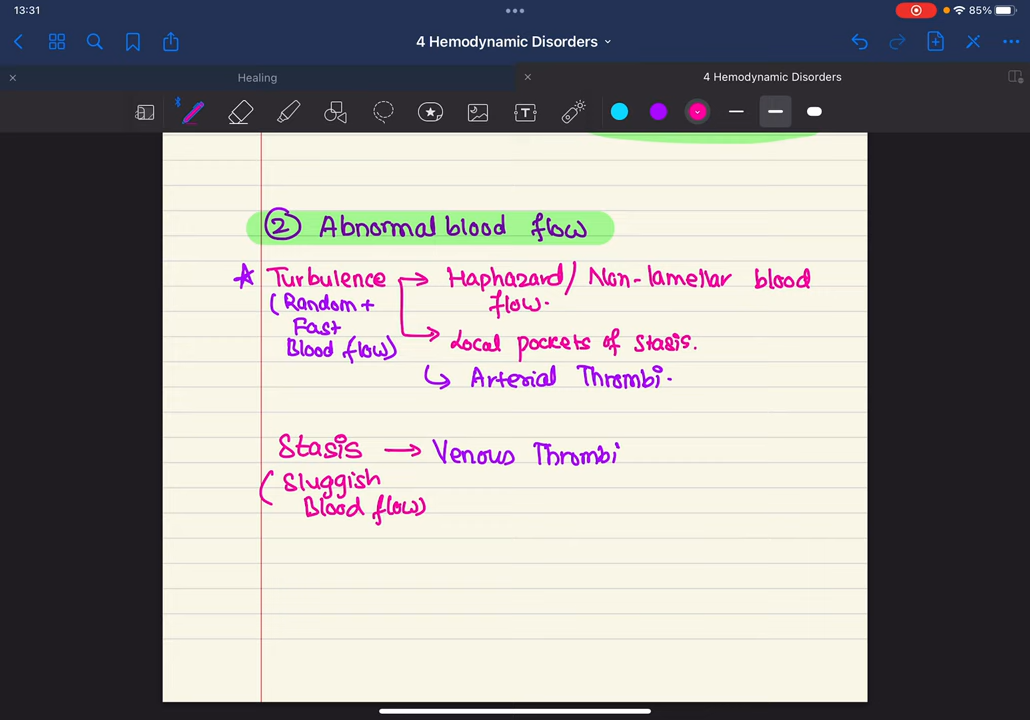 13:31
85%
4 Hemodynamic Disorders
Healing
4 Hemodynamic Disorders
2 Abnormal blood flow
Turbulence → Haphazard / Non-lamellar blood
flow.
(Random +
Fast
Blood flow)
Local pockets of stasis.
Arterial Thrombi.
Stasis → Venous Thrombi
(Sluggish
Blood flow)